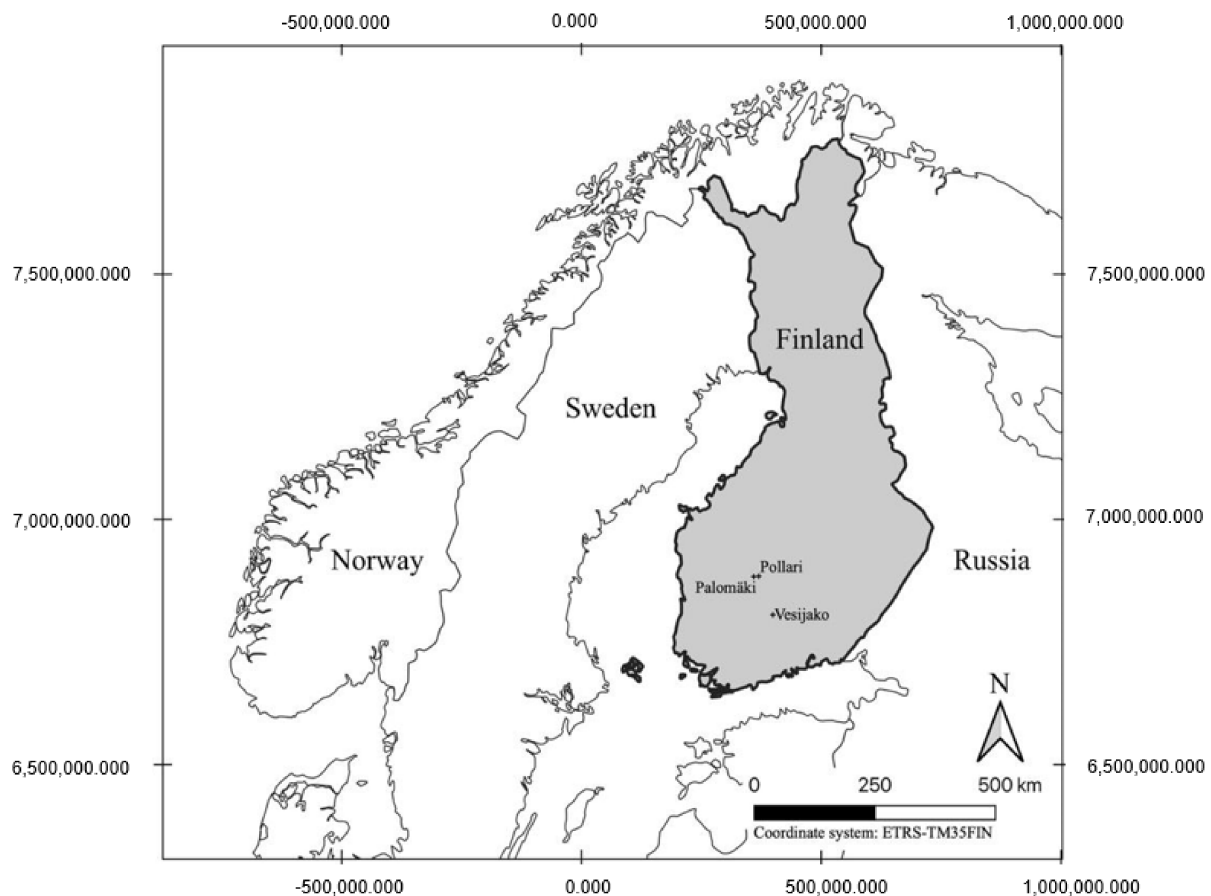 -500,000.000 0.000 500,000.000 1,000,000.000
7,500,000.000 7,500,000.000
Finland
Sweden
7,000,000.000 7,000,000.000
Norway Russia
Pollari
Palomäki
Vesijako
N
6,500,000.000 6,500,000.000
0 250 500 km
Coordinate system: ETRS-TM35FIN
-500,000.000 0.000 500,000.000 1,000,000.000